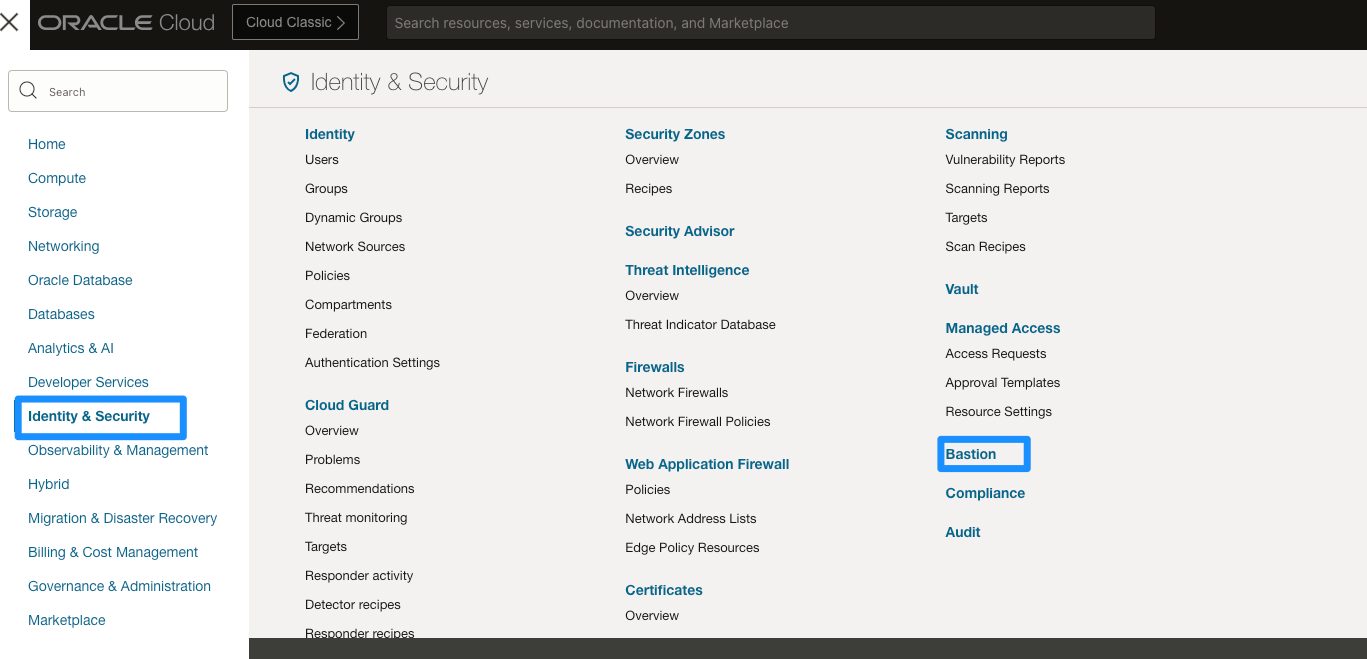 ORACLE Cloud
Cloud Classic
Search resources, services, documentation, and Marketplace
Search
Home
Compute
Storage
Networking
Oracle Database
Databases
Analytics & AI
Developer Services
Identity & Security
Observability & Management
Hybrid
Migration & Disaster Recovery
Billing & Cost Management
Governance & Administration
Marketplace
Identity & Security
Identity
Users
Groups
Dynamic Groups
Network Sources
Policies
Compartments
Federation
Authentication Settings
Cloud Guard
Overview
Problems
Recommendations
Threat monitoring
Targets
Responder activity
Detector recipes
Responder recipes
Security Zones
Overview
Recipes
Security Advisor
Threat Intelligence
Overview
Threat Indicator Database
Firewalls
Network Firewalls
Network Firewall Policies
Web Application Firewall
Policies
Network Address Lists
Edge Policy Resources
Certificates
Overview
Scanning
Vulnerability Reports
Scanning Reports
Targets
Scan Recipes
Vault
Managed Access
Access Requests
Approval Templates
Resource Settings
Bastion
Compliance
Audit